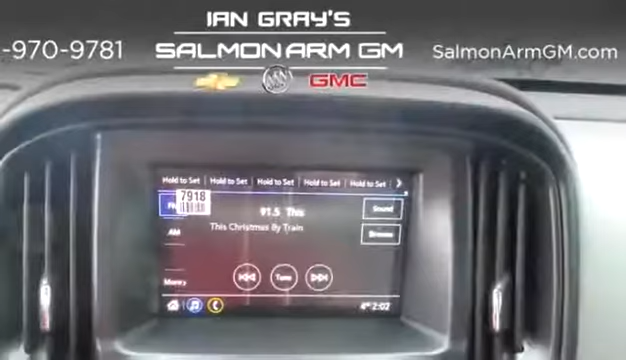 IAN GRAY'S
-970-9781
SALMON ARM GM
SalmonArmGM.com
GMC
Hold to Set Hold to Set Hold to Set Hold to Set Hold to Set
7918
91.5 This
Sound
This Christmas By Train
AM
Browse
Tune
Menu
2:02